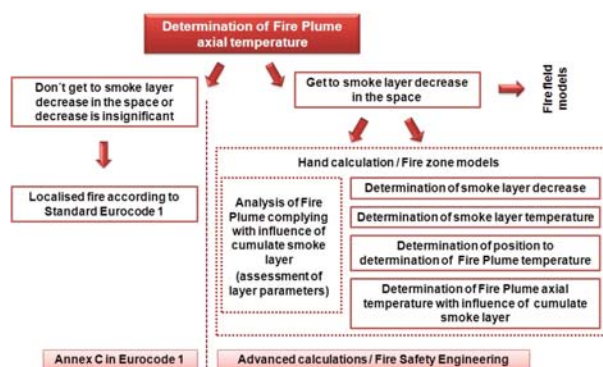 Determination of Fire Plume
axial temperature
Don´t get to smoke layer
decrease in the space or
decrease is insignificant
Get to smoke layer decrease
in the space
Fire field
models
Localised fire according to
Standard Eurocode 1
Hand calculation / Fire zone models
Analysis of Fire
Plume complying
with influence of
cumulate smoke
layer
(assessment of
layer parameters)
Determination of smoke layer decrease
Determination of smoke layer temperature
Determination of position to
determination of Fire Plume temperature
Determination of Fire Plume axial
temperature with influence of cumulate
smoke layer
Annex C in Eurocode 1
Advanced calculations / Fire Safety Engineering